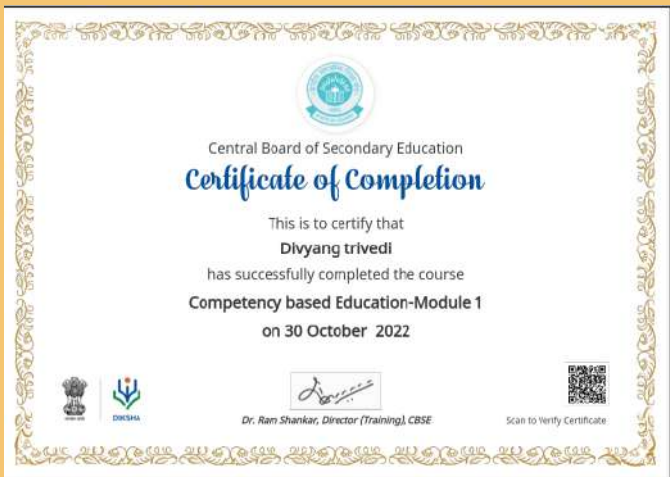 Central Board of Secondary Education
Certificate of Completion
This is to certify that
Divyang trivedi
has successfully completed the course
Competency based Education-Module 1
on 30 October 2022
DIKSHA
Dr. Ram Shankar, Director (Training), CBSE
Scan to Verify Certificate